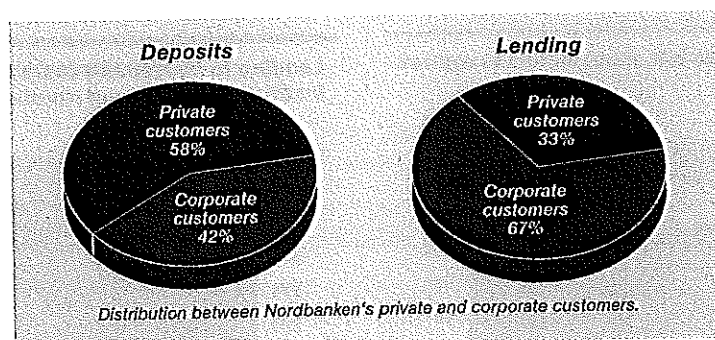 Deposits
Private
customers
58%
Corporate
customers
42%
Lending
Private
customers
33%
Corporate
customers
67%
Distribution between Nordbanken's private and corporate customers.